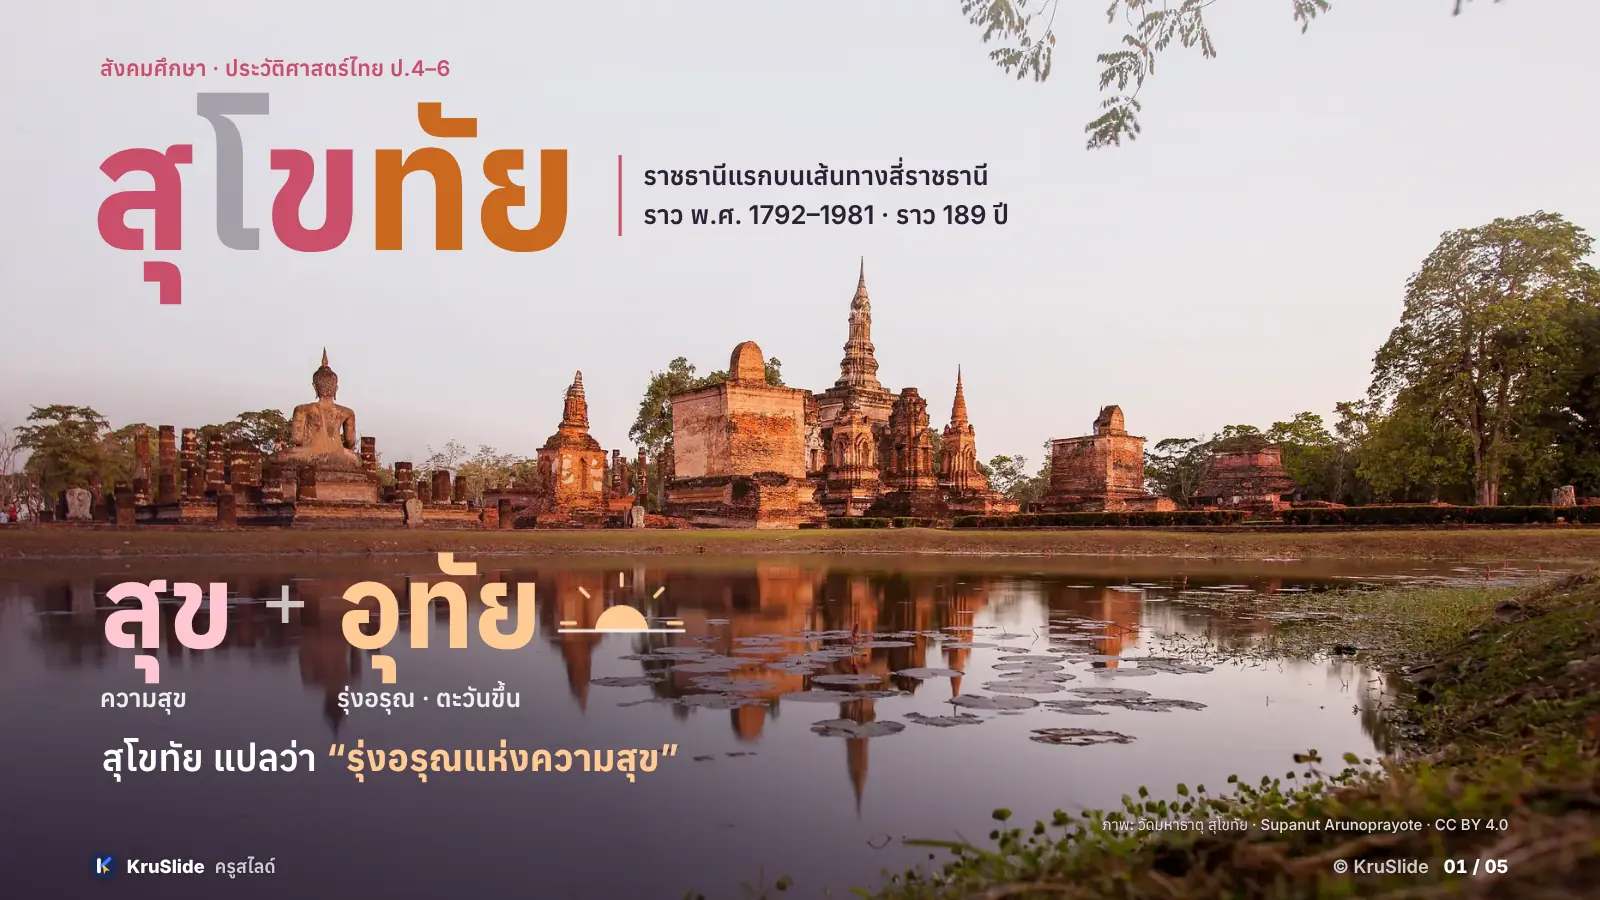 สังคมศึกษา · ประวัติศาสตร์ไทย ป.4–6
สุโขทัย
ราชธานีแรกบนเส้นทางสี่ราชธานี
ราว พ.ศ. 1792–1981 · ราว 189 ปี
สุข + อุทัย
ความสุข รุ่งอรุณ · ตะวันขึ้น
สุโขทัย แปลว่า “รุ่งอรุณแห่งความสุข”
ภาพ: วัดมหาธาตุ สุโขทัย · Supanut Arunoprayote · CC BY 4.0
KruSlide ครูสไลด์
© KruSlide 01 / 05